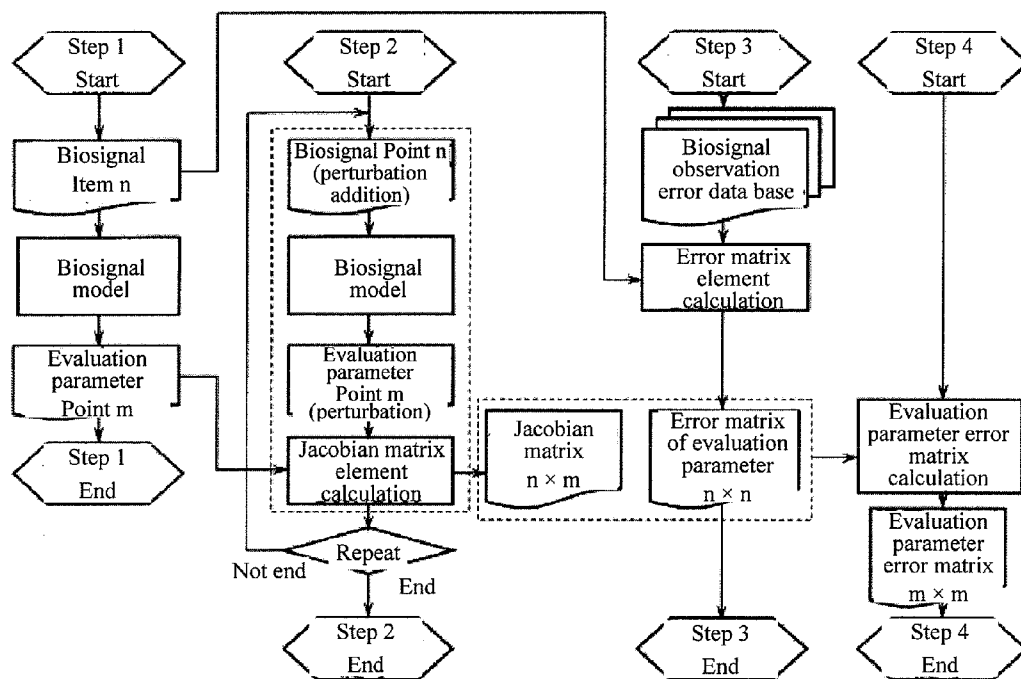 Step 1
Start
Biosignal
Item n
Biosignal
model
Evaluation
parameter
Point m
Step 1
End
Step 2
Start
Biosignal Point n
(perturbation
addition)
Biosignal
model
Evaluation
parameter
Point m
(perturbation)
Jacobian matrix
element
calculation
Repeat
Not end
End
Step 2
End
Jacobian
matrix
n × m
Step 3
Start
Biosignal
observation
error data base
Error matrix
element
calculation
Error matrix
of evaluation
parameter
n × n
Step 3
End
Step 4
Start
Evaluation
parameter error
matrix
calculation
Evaluation
parameter
error matrix
m × m
Step 4
End